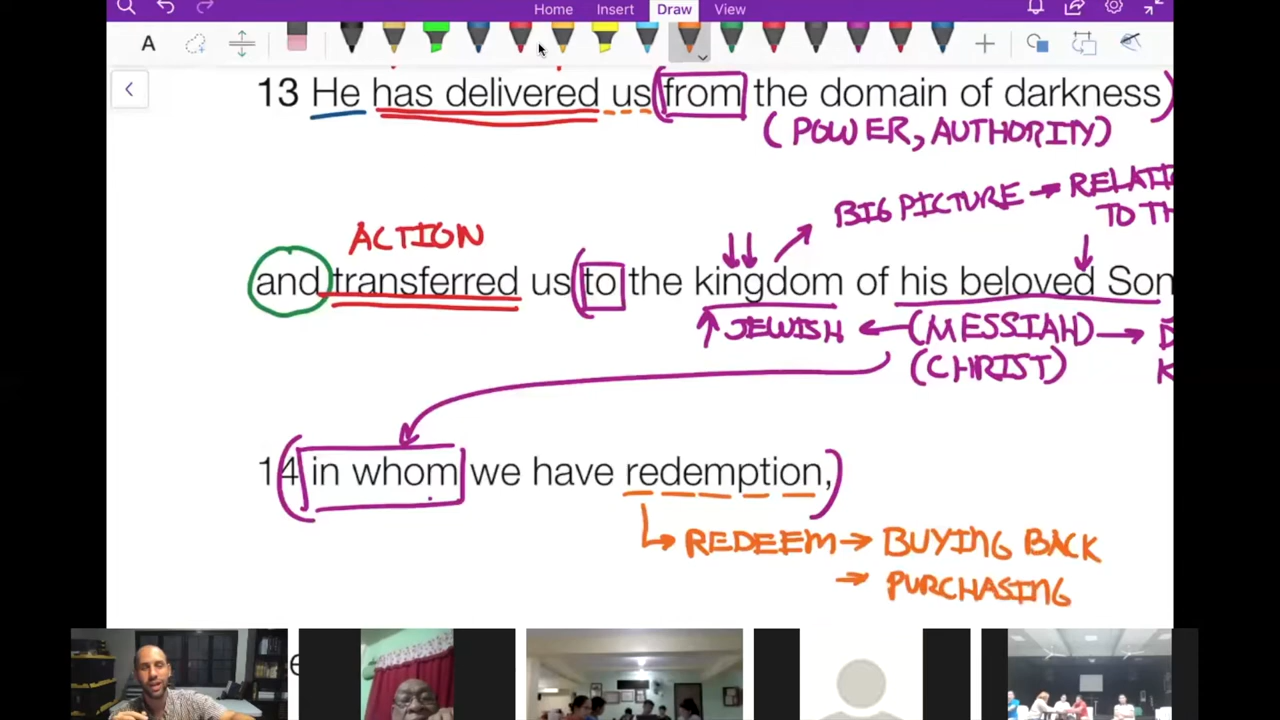 Home Insert Draw View
A
13 He has delivered us from the domain of darkness
(POWER, AUTHORITY)
BIG PICTURE → RELATI
TO TH
ACTION
and transferred us to the kingdom of his beloved Son
↑ JEWISH ← (MESSIAH) →
(CHRIST)
14 in whom we have redemption,
REDEEM → BUYING BACK
→ PURCHASING